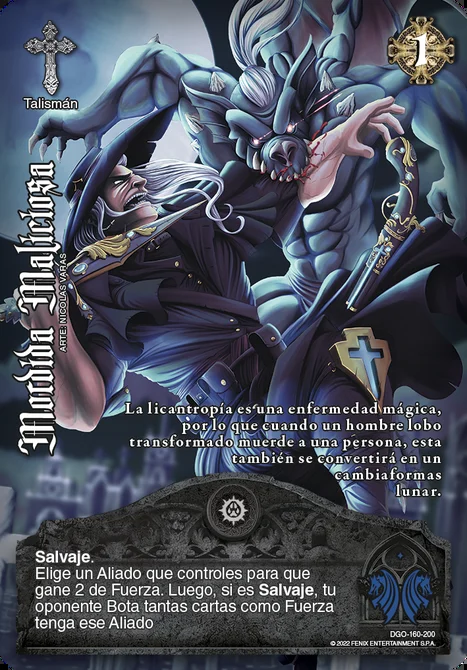 1
Talismán
Mordida Maliciosa
ARTE: NICOLAS VARAS
La licantropía es una enfermedad mágica,
por lo que cuando un hombre lobo
transformado muerde a una persona, esta
también se convertirá en un
cambiaformas
lunar.
Salvaje.
Elige un Aliado que controles para que
gane 2 de Fuerza. Luego, si es Salvaje, tu
oponente Bota tantas cartas como Fuerza
tenga ese Aliado
DGO-160-200
© 2022 FENIX ENTERTAINMENT S.P.A.